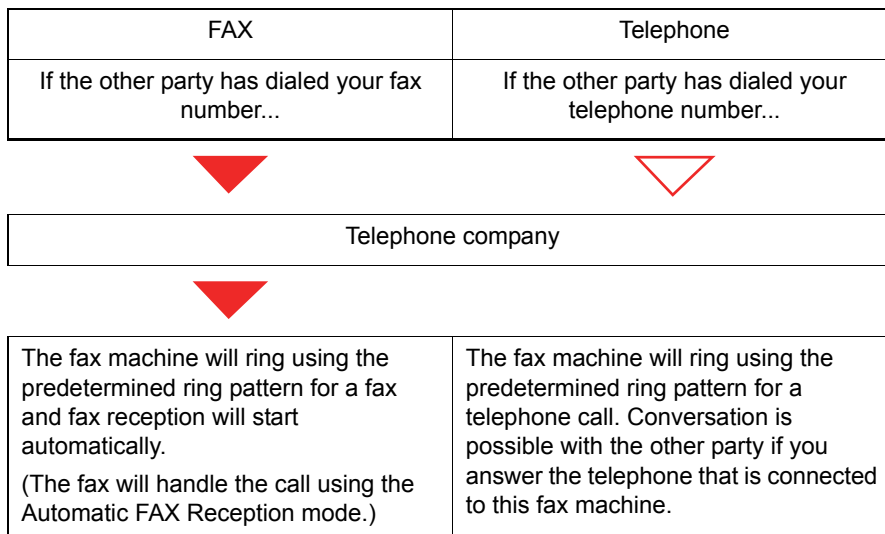 FAX
Telephone
If the other party has dialed your fax
number...
If the other party has dialed your
telephone number...
Telephone company
The fax machine will ring using the
predetermined ring pattern for a fax
and fax reception will start
automatically.
(The fax will handle the call using the
Automatic FAX Reception mode.)
The fax machine will ring using the
predetermined ring pattern for a
telephone call. Conversation is
possible with the other party if you
answer the telephone that is connected
to this fax machine.